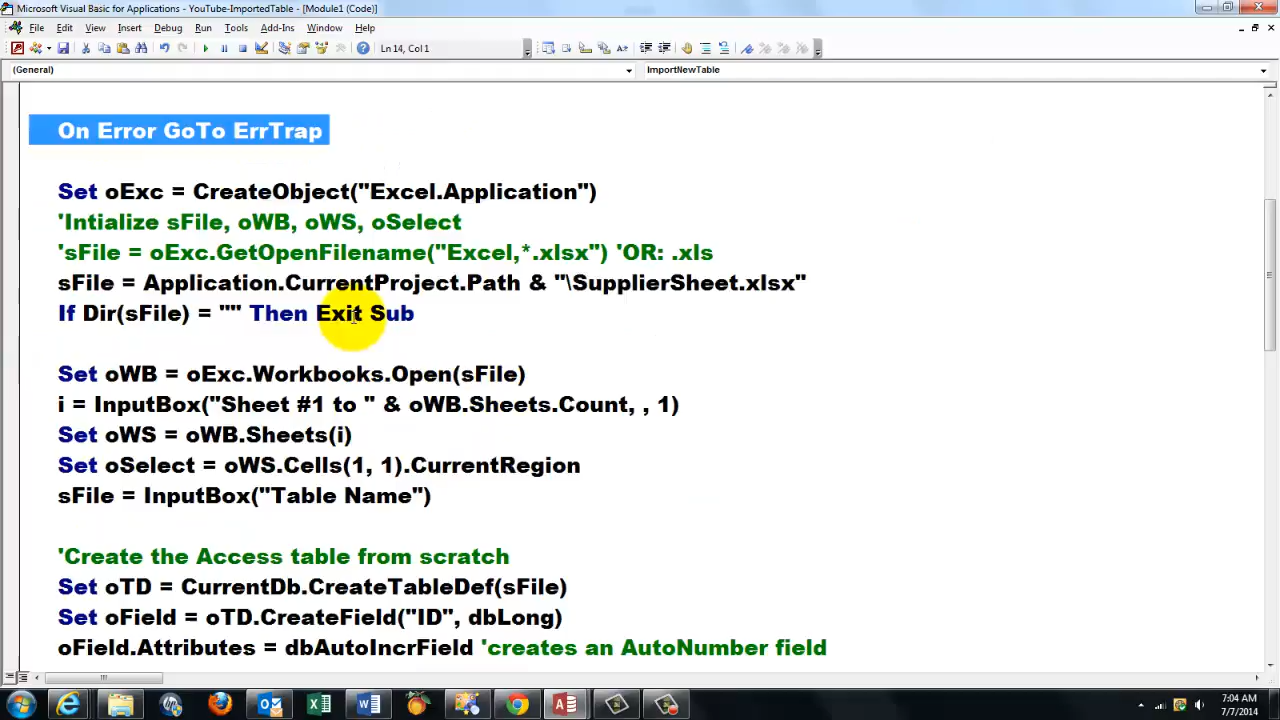 Microsoft Visual Basic for Applications - YouTube-ImportedTable - [Module1 (Code)]
File Edit View Insert Format Debug Run Tools Add-Ins Window Help
Ln 14, Col 1
(General) ImportNewTable
On Error GoTo ErrTrap
Set oExc = CreateObject("Excel.Application")
'Intialize sFile, oWB, oWS, oSelect
'sFile = oExc.GetOpenFilename("Excel,*.xlsx") 'OR: .xls
sFile = Application.CurrentProject.Path & "\SupplierSheet.xlsx"
If Dir(sFile) = "" Then Exit Sub
Set oWB = oExc.Workbooks.Open(sFile)
i = InputBox("Sheet #1 to " & oWB.Sheets.Count, , 1)
Set oWS = oWB.Sheets(i)
Set oSelect = oWS.Cells(1, 1).CurrentRegion
sFile = InputBox("Table Name")
'Create the Access table from scratch
Set oTD = CurrentDb.CreateTableDef(sFile)
Set oField = oTD.CreateField("ID", dbLong)
oField.Attributes = dbAutoIncrField 'creates an AutoNumber field
7:04 AM
7/7/2014